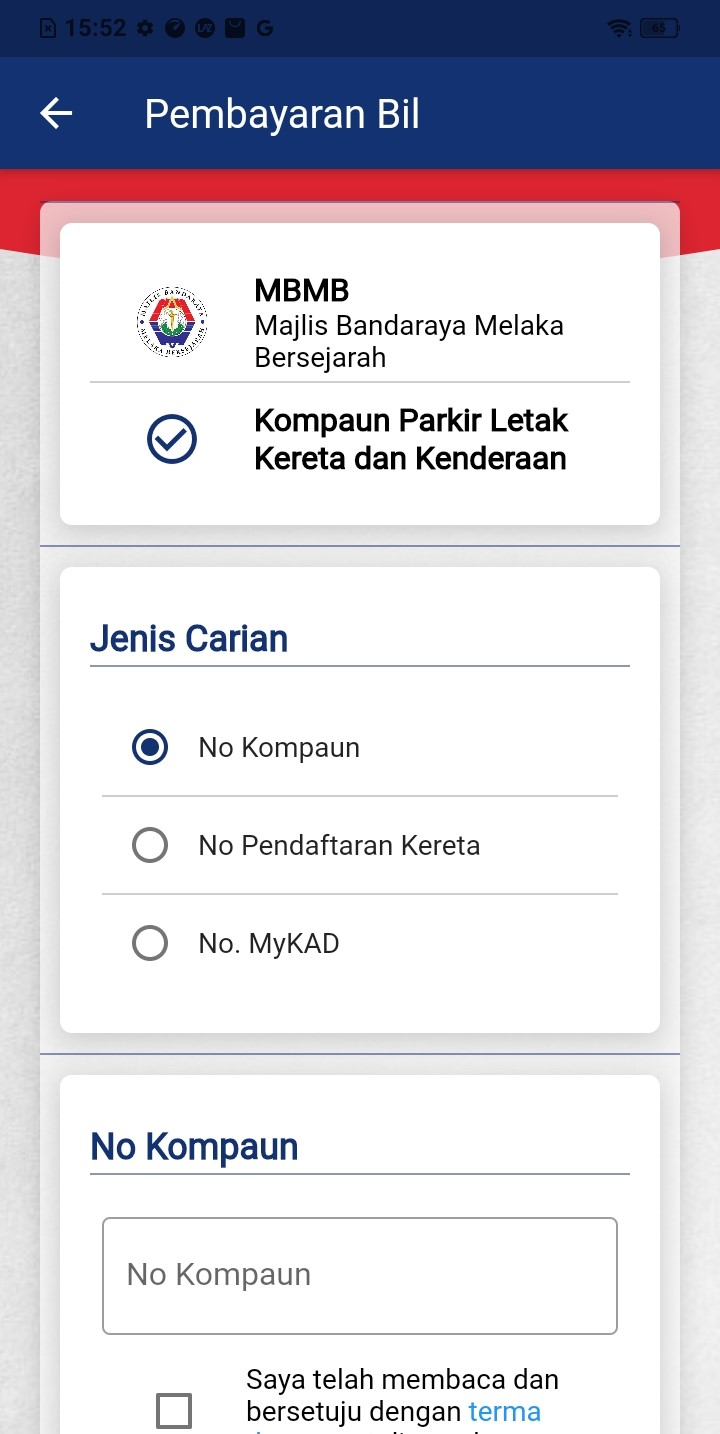 15:52
65
Pembayaran Bil
MBMB
Majlis Bandaraya Melaka
Bersejarah
Kompaun Parkir Letak
Kereta dan Kenderaan
Jenis Carian
No Kompaun
No Pendaftaran Kereta
No. MyKAD
No Kompaun
No Kompaun
Saya telah membaca dan
bersetuju dengan terma